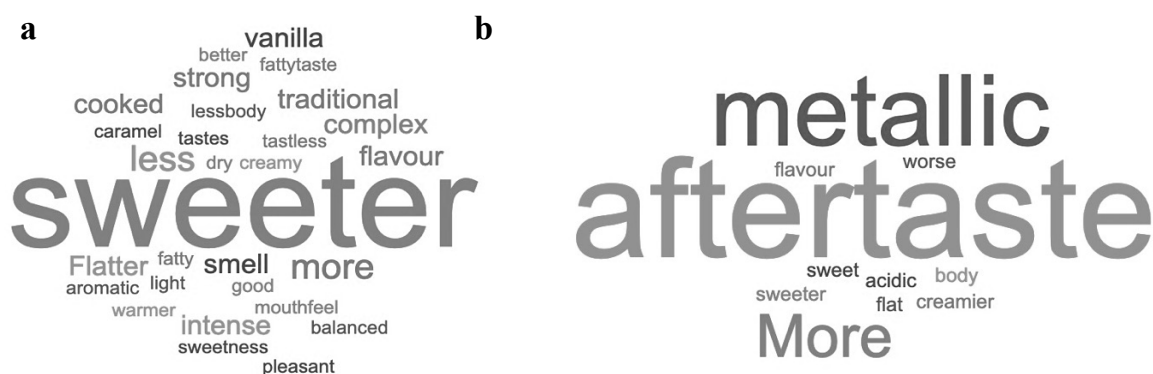 a
vanilla
better
fattytaste
strong
cooked
lessbody
traditional
caramel
tastes
tastless
complex
less
dry
creamy
flavour
sweeter
Flatter
fatty
smell
more
aromatic
light
good
warmer
mouthfeel
intense
balanced
sweetness
pleasant
b
metallic
flavour
worse
aftertaste
sweet
acidic
body
sweeter
flat
creamier
More